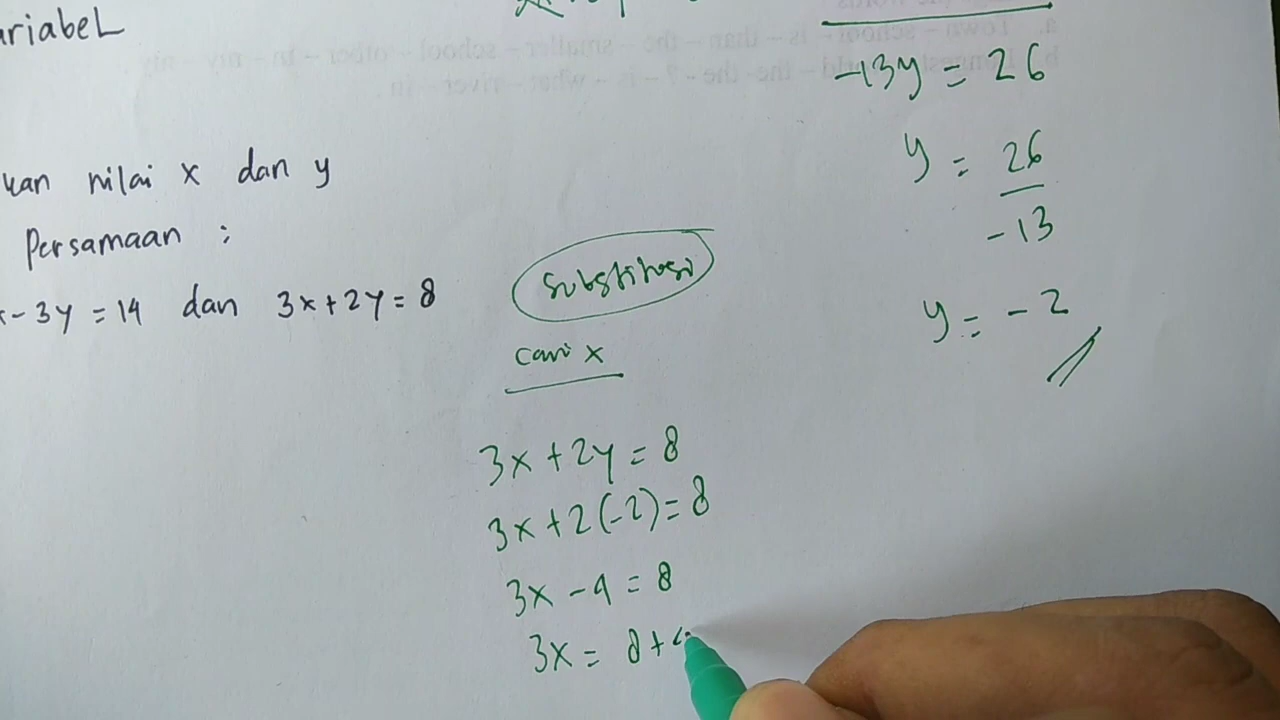 ariabel
-13y = 26
kan nilai x dan y
y = 26
-13
Persamaan :
substitusi
- 3y = 14 dan 3x + 2y = 8
y = -2
cari x
3x + 2y = 8
3x + 2(-2) = 8
3x - 4 = 8
3x = 8 +